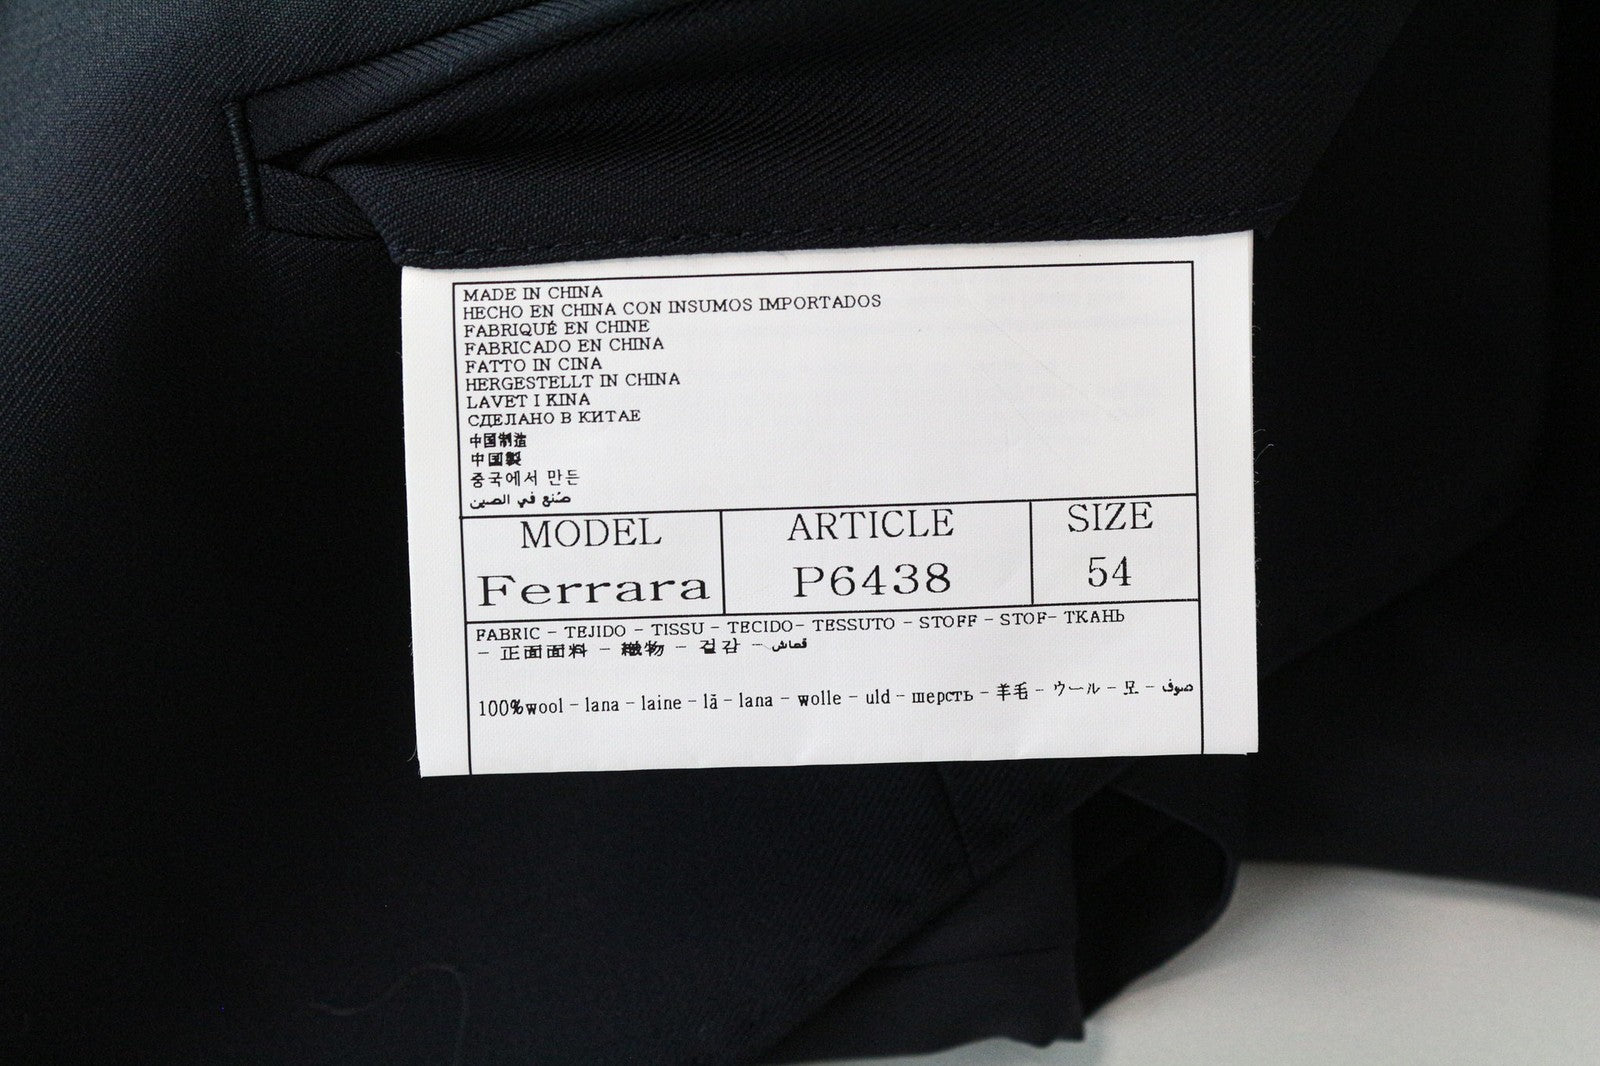 MADE IN CHINA
HECHO EN CHINA CON INSUMOS IMPORTADOS
FABRIQUÉ EN CHINE
FABRICADO EN CHINA
FATTO IN CINA
HERGESTELLT IN CHINA
LAVET I KINA
СДЕЛАНО В КИТАЕ
中国制造
中国製
중국에서 만든
صُنع في الصين
MODEL ARTICLE SIZE
Ferrara P6438 54
FABRIC - TEJIDO - TISSU - TECIDO- TESSUTO - STOFF - STOF- ТКАНЬ
- 正面面料 - 織物 - 겉감 - قماش
100%wool - lana - laine - lã - lana - wolle - uld - шерсть - 羊毛 - ウール - 모 - صوف